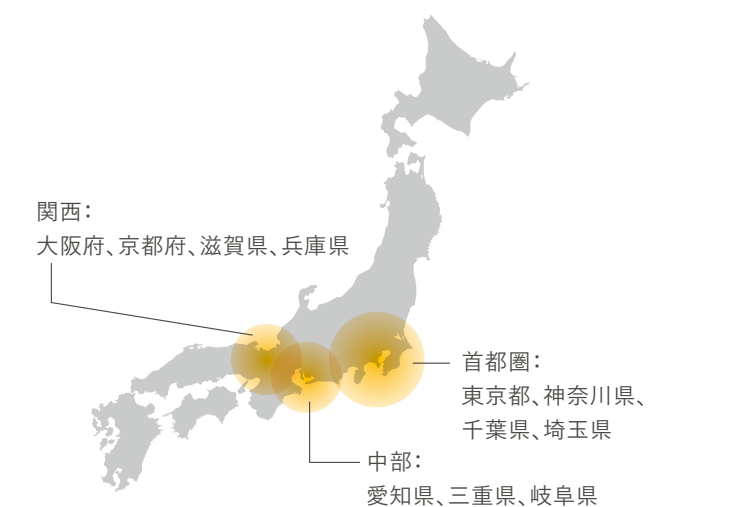 関西：
大阪府、京都府、滋賀県、兵庫県
首都圏：
東京都、神奈川県、
千葉県、埼玉県
中部：
愛知県、三重県、岐阜県